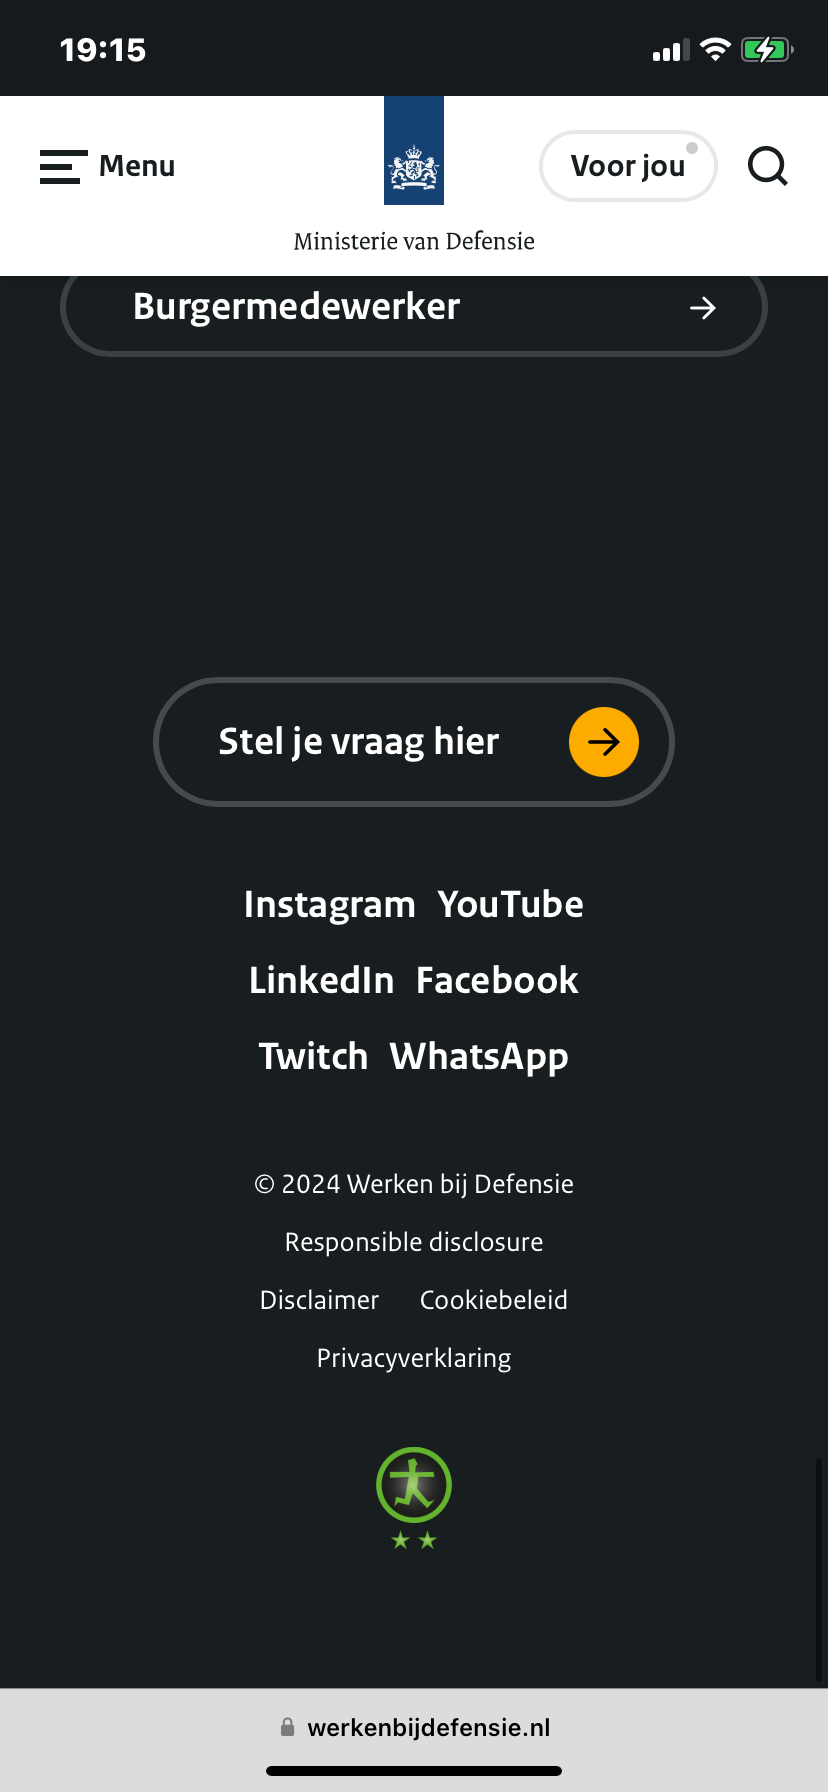 19:15
Menu
Voor jou
Ministerie van Defensie
Burgermedewerker
Stel je vraag hier
Instagram YouTube
LinkedIn Facebook
Twitch WhatsApp
© 2024 Werken bij Defensie
Responsible disclosure
Disclaimer Cookiebeleid
Privacyverklaring
werkenbijdefensie.nl